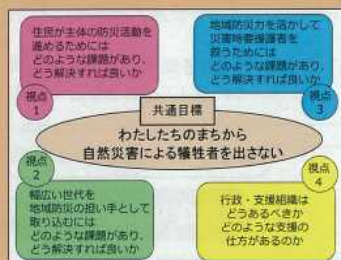 住民が主体の防災活動を
進めるためには
どのような課題があり、
どう解決すれば良いか
視点
1
地域防災力を活かして
災害時要援護者を
救うためには
どのような課題があり、
どう解決すれば良いか
視点
3
共通目標
わたしたちのまちから
自然災害による犠牲者を出さない
視点
2
幅広い世代を
地域防災の担い手として
取り込むには
どのような課題があり、
どう解決すれば良いか
視点
4
行政・支援組織は
どうあるべきか
どのような支援の
仕方があるのか